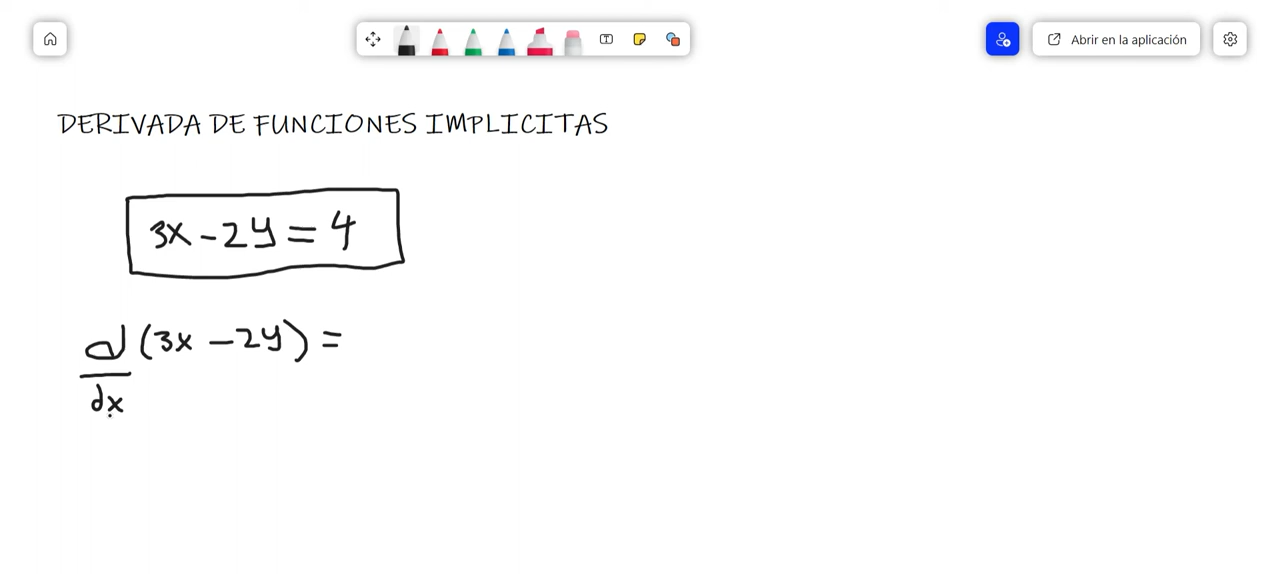 Abrir en la aplicación
DERIVADA DE FUNCIONES IMPLICITAS
3x - 2y = 4
d (3x - 2y) =
dx